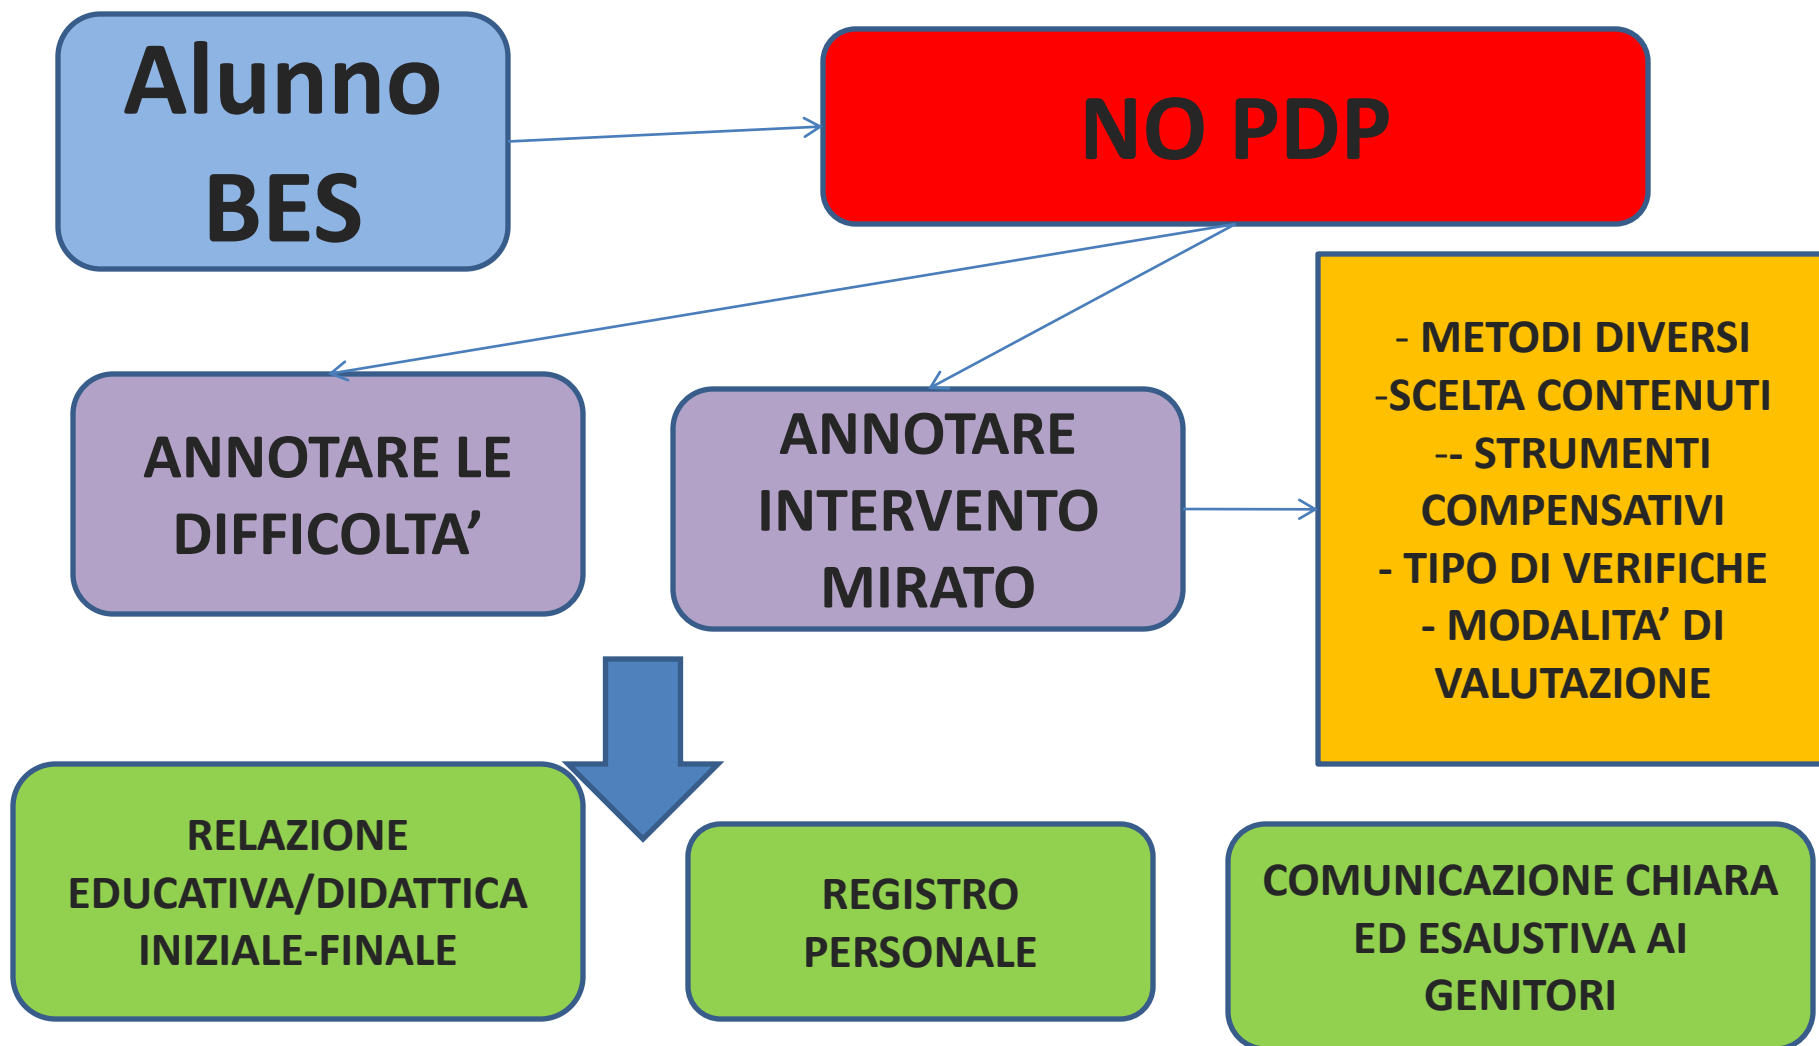 Alunno
BES
NO PDP
ANNOTARE LE
DIFFICOLTA’
ANNOTARE
INTERVENTO
MIRATO
- METODI DIVERSI
-SCELTA CONTENUTI
-- STRUMENTI
COMPENSATIVI
- TIPO DI VERIFICHE
- MODALITA’ DI
VALUTAZIONE
RELAZIONE
EDUCATIVA/DIDATTICA
INIZIALE-FINALE
REGISTRO
PERSONALE
COMUNICAZIONE CHIARA
ED ESAUSTIVA AI
GENITORI